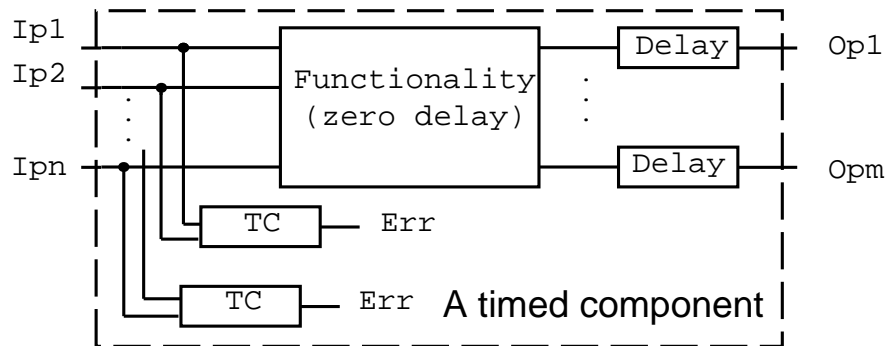 Ip1
Ip2
Ipn
Functionality
(zero delay)
Delay
Delay
Op1
Opm
TC
Err
TC
Err
A timed component